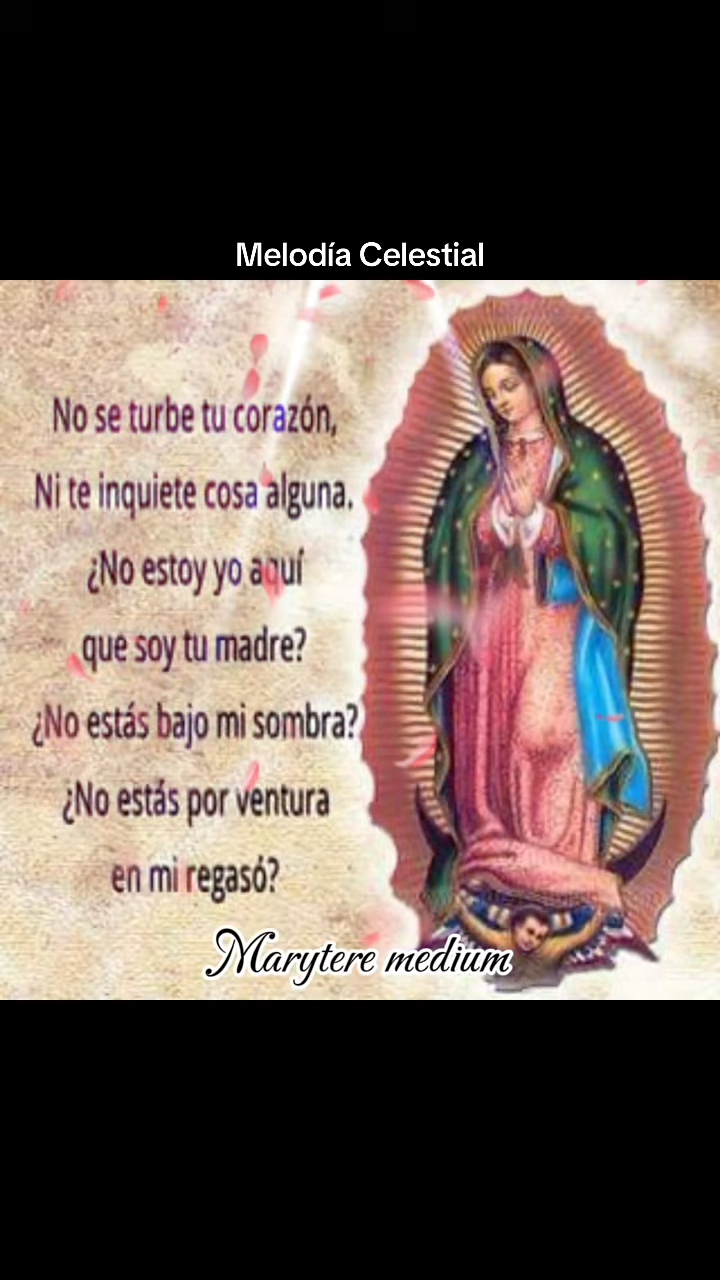 Melodía Celestial
No se turbe tu corazón,
Ni te inquiete cosa alguna.
¿No estoy yo aquí
que soy tu madre?
¿No estás bajo mi sombra?
¿No estás por ventura
en mi regasó?
Marytere medium